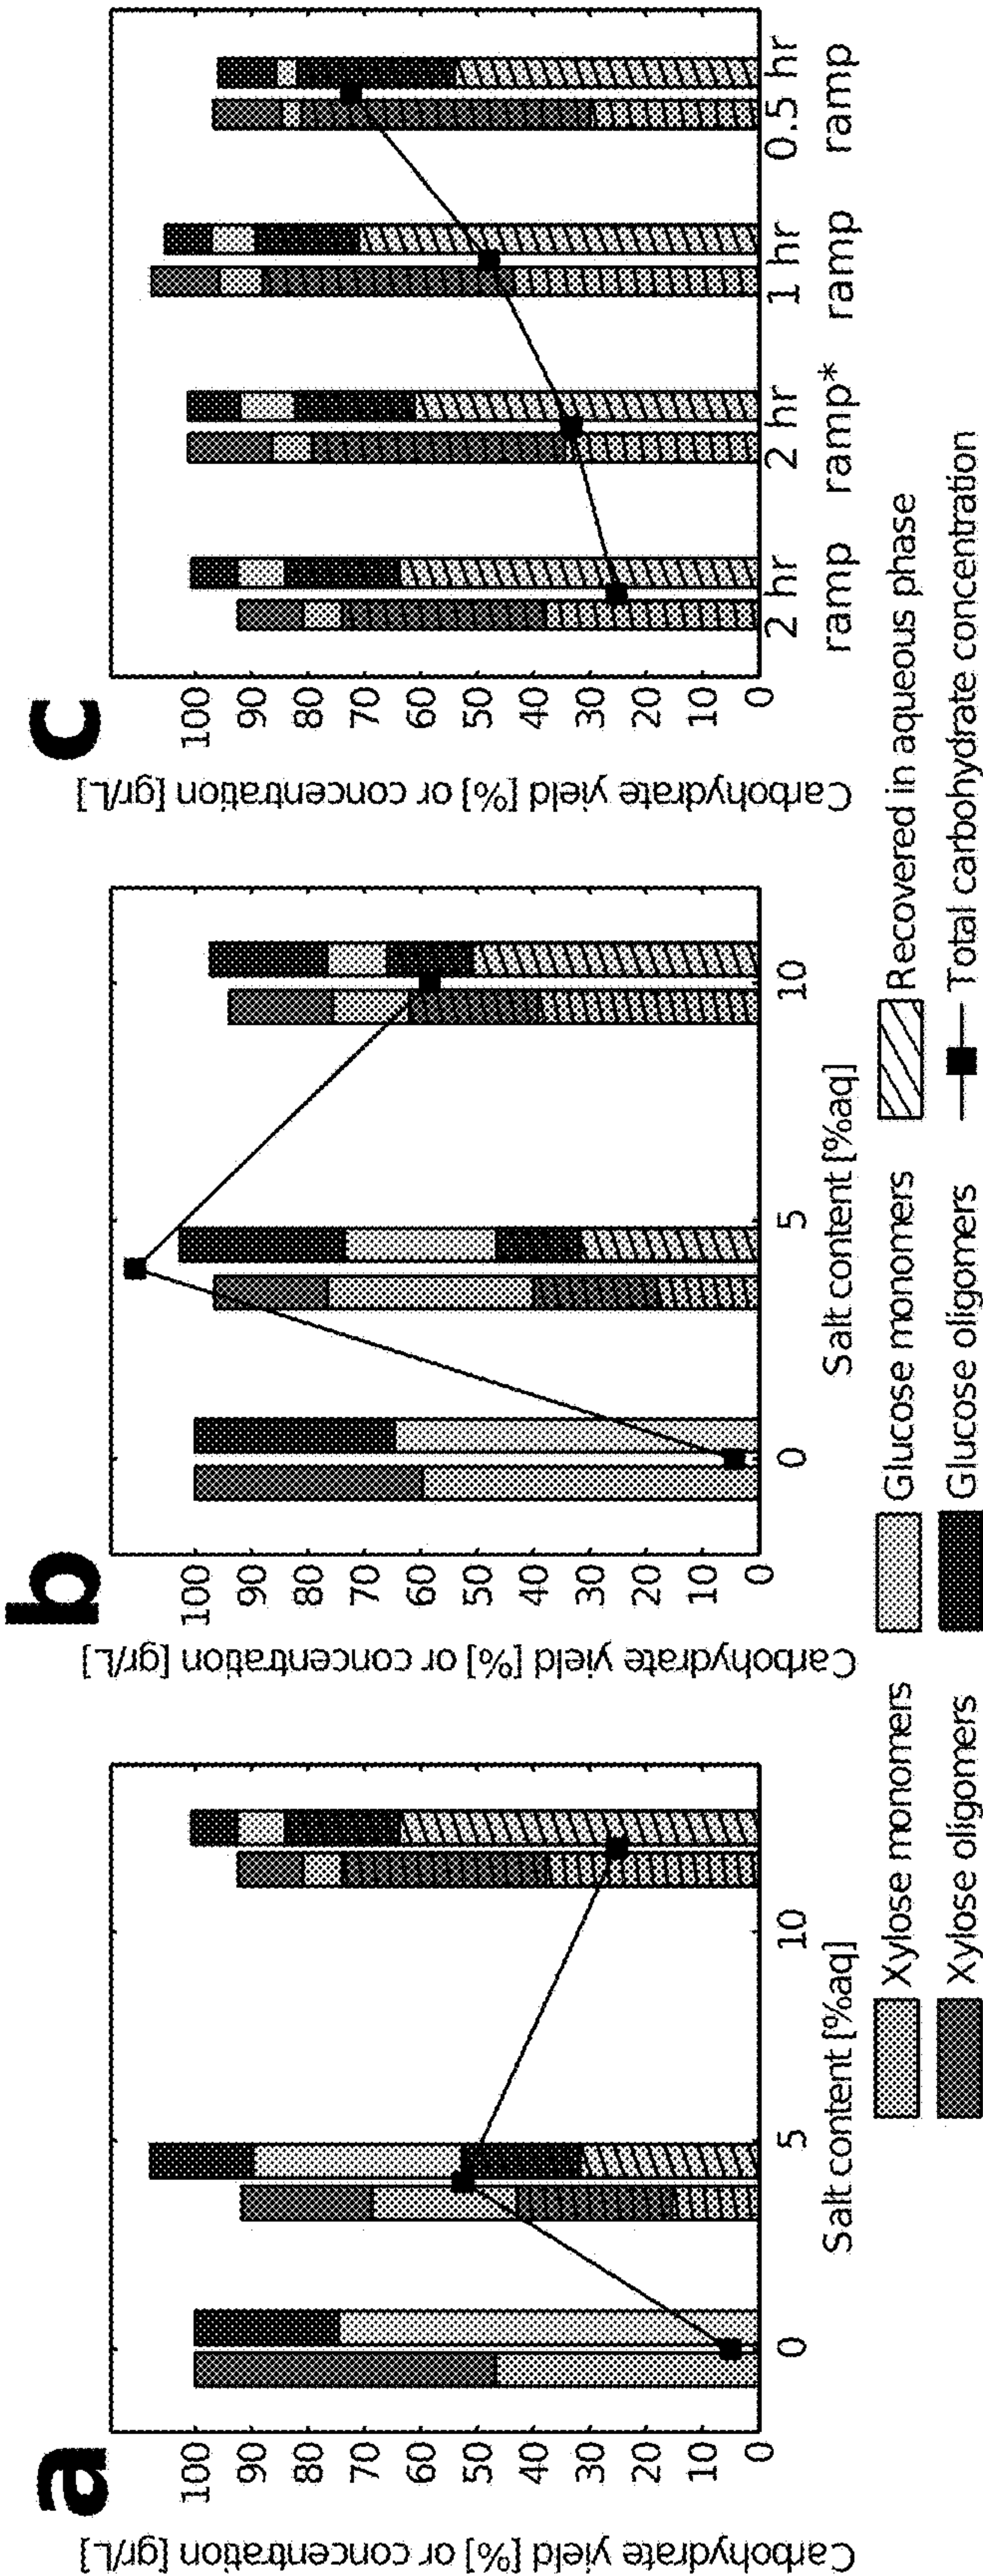 a
Carbohydrate yield [%] or concentration [gr/L]
100
90
80
70
60
50
40
30
20
10
0
0
5
10
Salt content [%aq]
b
Carbohydrate yield [%] or concentration [gr/L]
100
90
80
70
60
50
40
30
20
10
0
0
5
10
Salt content [%aq]
c
Carbohydrate yield [%] or concentration [gr/L]
100
90
80
70
60
50
40
30
20
10
0
2 hr
ramp
2 hr
ramp*
1 hr
ramp
0.5 hr
ramp
Xylose monomers
Glucose monomers
Recovered in aqueous phase
Xylose oligomers
Glucose oligomers
Total carbohydrate concentration